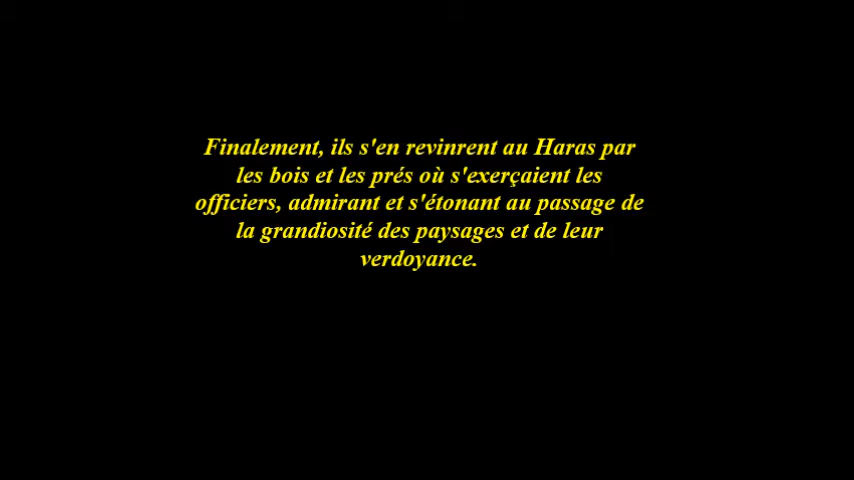 Finalement, ils s'en revinrent au Haras par
les bois et les prés où s'exerçaient les
officiers, admirant et s'étonant au passage de
la grandiosité des paysages et de leur
verdoyance.